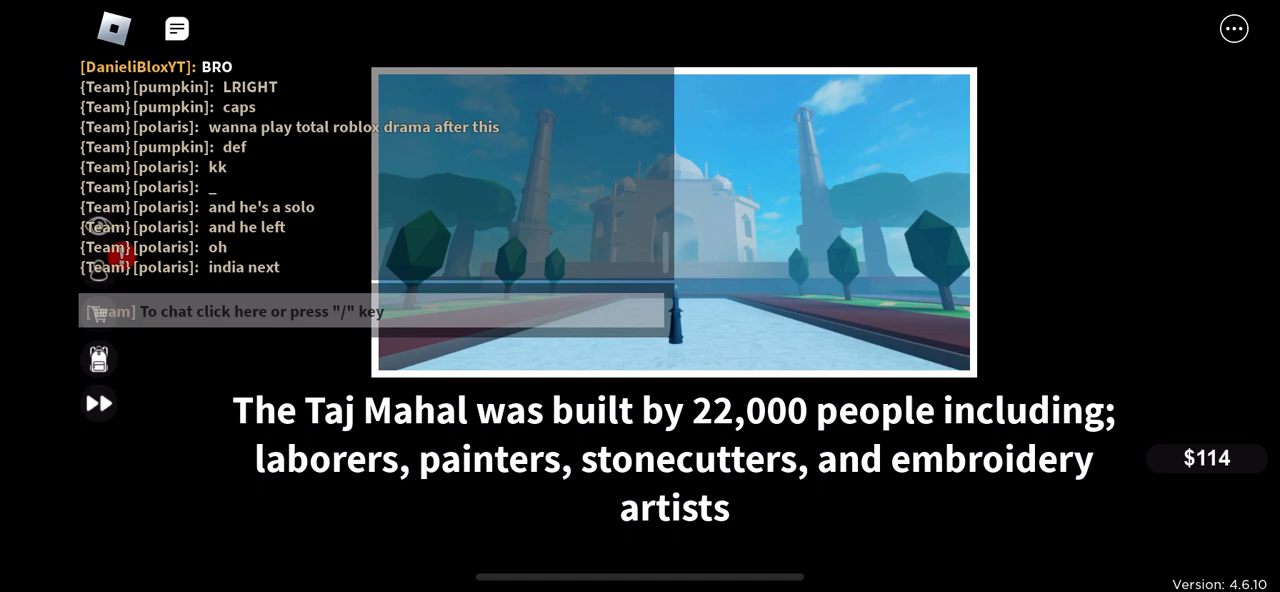 [DanieliBloxYT]: BRO
{Team} [pumpkin]: LRIGHT
{Team} [pumpkin]: caps
{Team} [polaris]: wanna play total roblox drama after this
{Team} [pumpkin]: def
{Team} [polaris]: kk
{Team} [polaris]: _
{Team} [polaris]: and he's a solo
{Team} [polaris]: and he left
{Team} [polaris]: oh
{Team} [polaris]: india next
[Team] To chat click here or press "/" key
The Taj Mahal was built by 22,000 people including;
laborers, painters, stonecutters, and embroidery
artists
$114
Version: 4.6.10